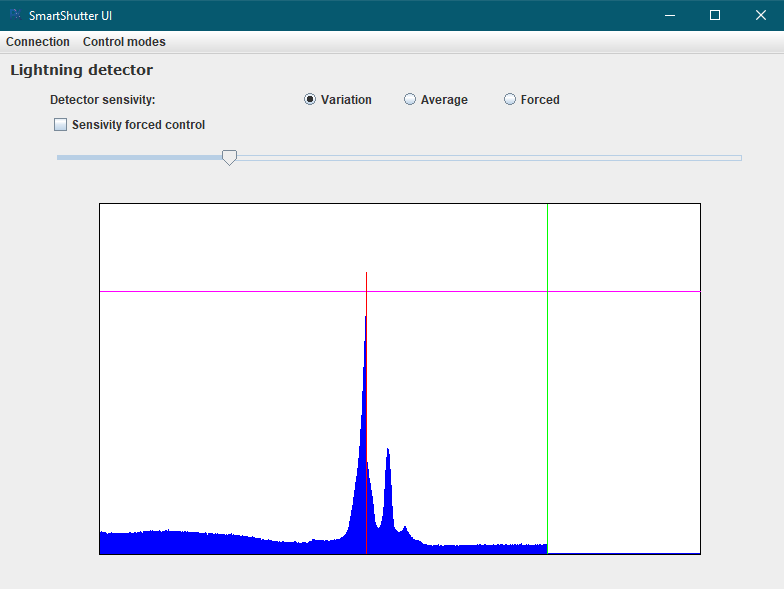 SmartShutter UI
Connection Control modes
Lightning detector
Detector sensivity: Variation Average Forced
Sensivity forced control